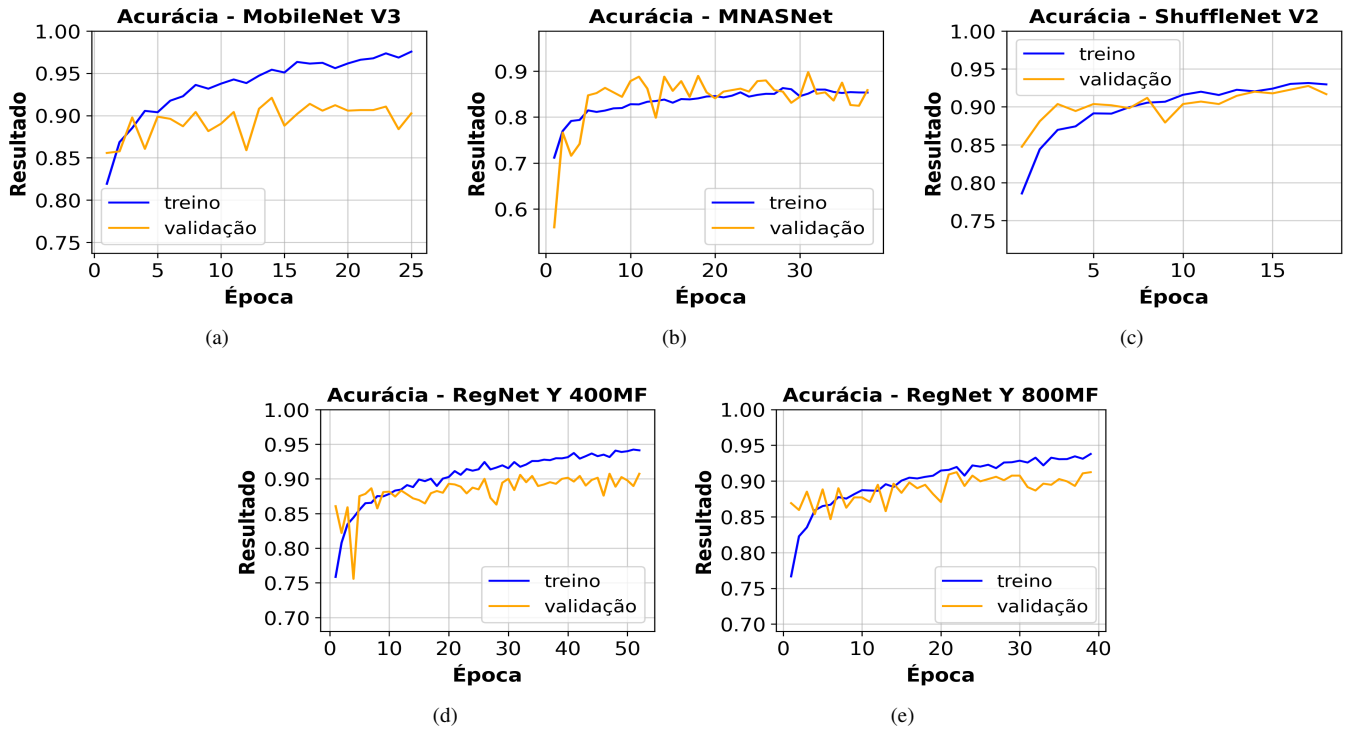 Acurácia - MobileNet V3
1.00
0.95
0.90
0.85
0.80
0.75
Resultado
treino
validação
0 5 10 15 20 25
Época
(a)
Acurácia - MNASNet
0.9
0.8
0.7
0.6
Resultado
treino
validação
0 10 20 30
Época
(b)
Acurácia - ShuffleNet V2
1.00
0.95
0.90
0.85
0.80
0.75
Resultado
treino
validação
5 10 15
Época
(c)
Acurácia - RegNet Y 400MF
1.00
0.95
0.90
0.85
0.80
0.75
0.70
Resultado
treino
validação
0 10 20 30 40 50
Época
(d)
Acurácia - RegNet Y 800MF
1.00
0.95
0.90
0.85
0.80
0.75
0.70
Resultado
treino
validação
0 10 20 30 40
Época
(e)